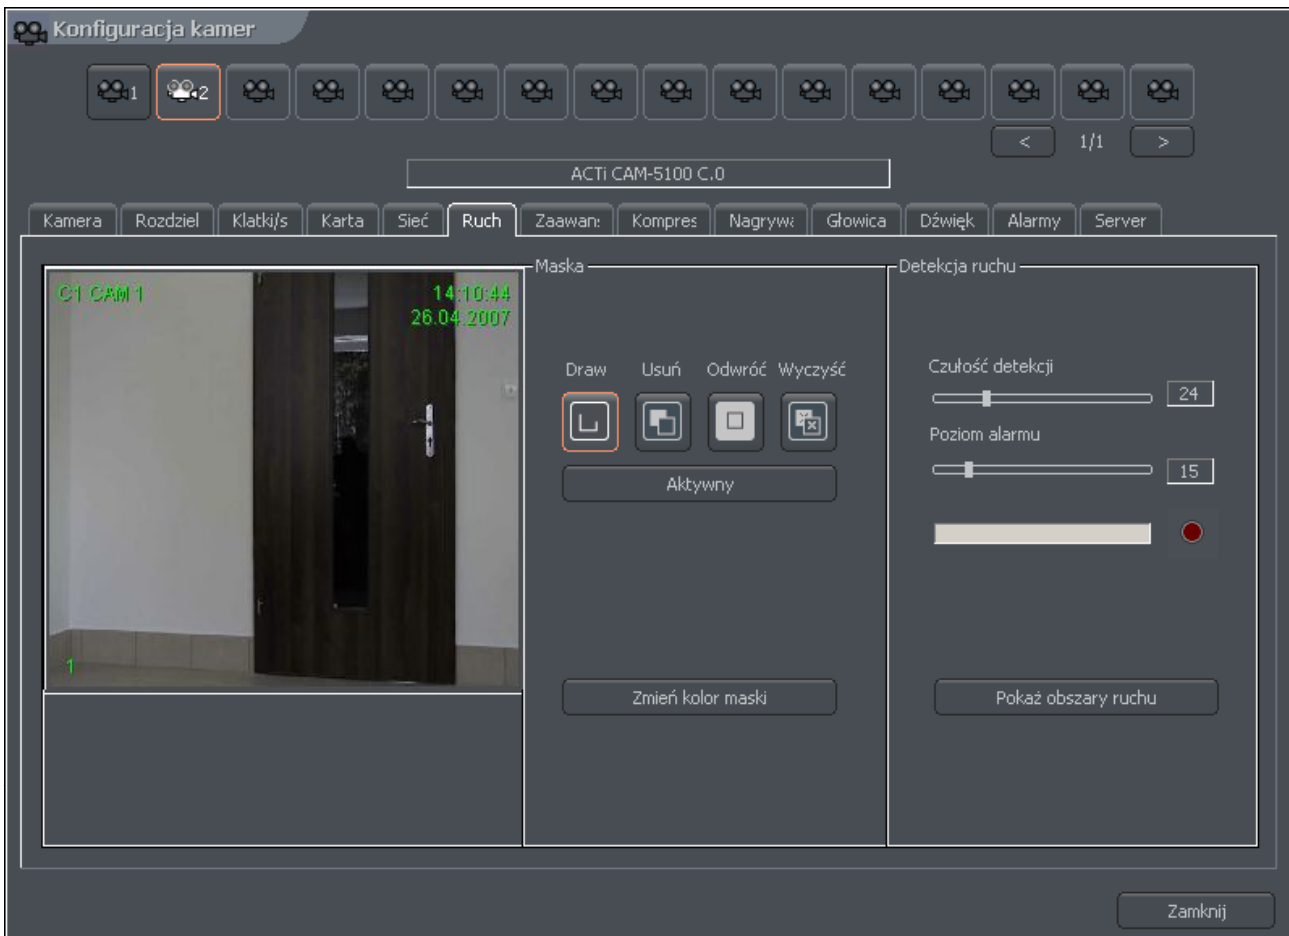 Konfiguracja kamer
1 2
< 1/1 >
ACTi CAM-5100 C.0
Kamera Rozdziel Klatki/s Karta Sieć Ruch Zaawan: Kompres Nagrywa Głowica Dźwięk Alarmy Server
C1 CAM 1 14:10:44
26.04.2007
1
Maska
Draw Usuń Odwróć Wyczyść
Aktywny
Zmień kolor maski
Detekcja ruchu
Czułość detekcji
24
Poziom alarmu
15
Pokaż obszary ruchu
Zamknij